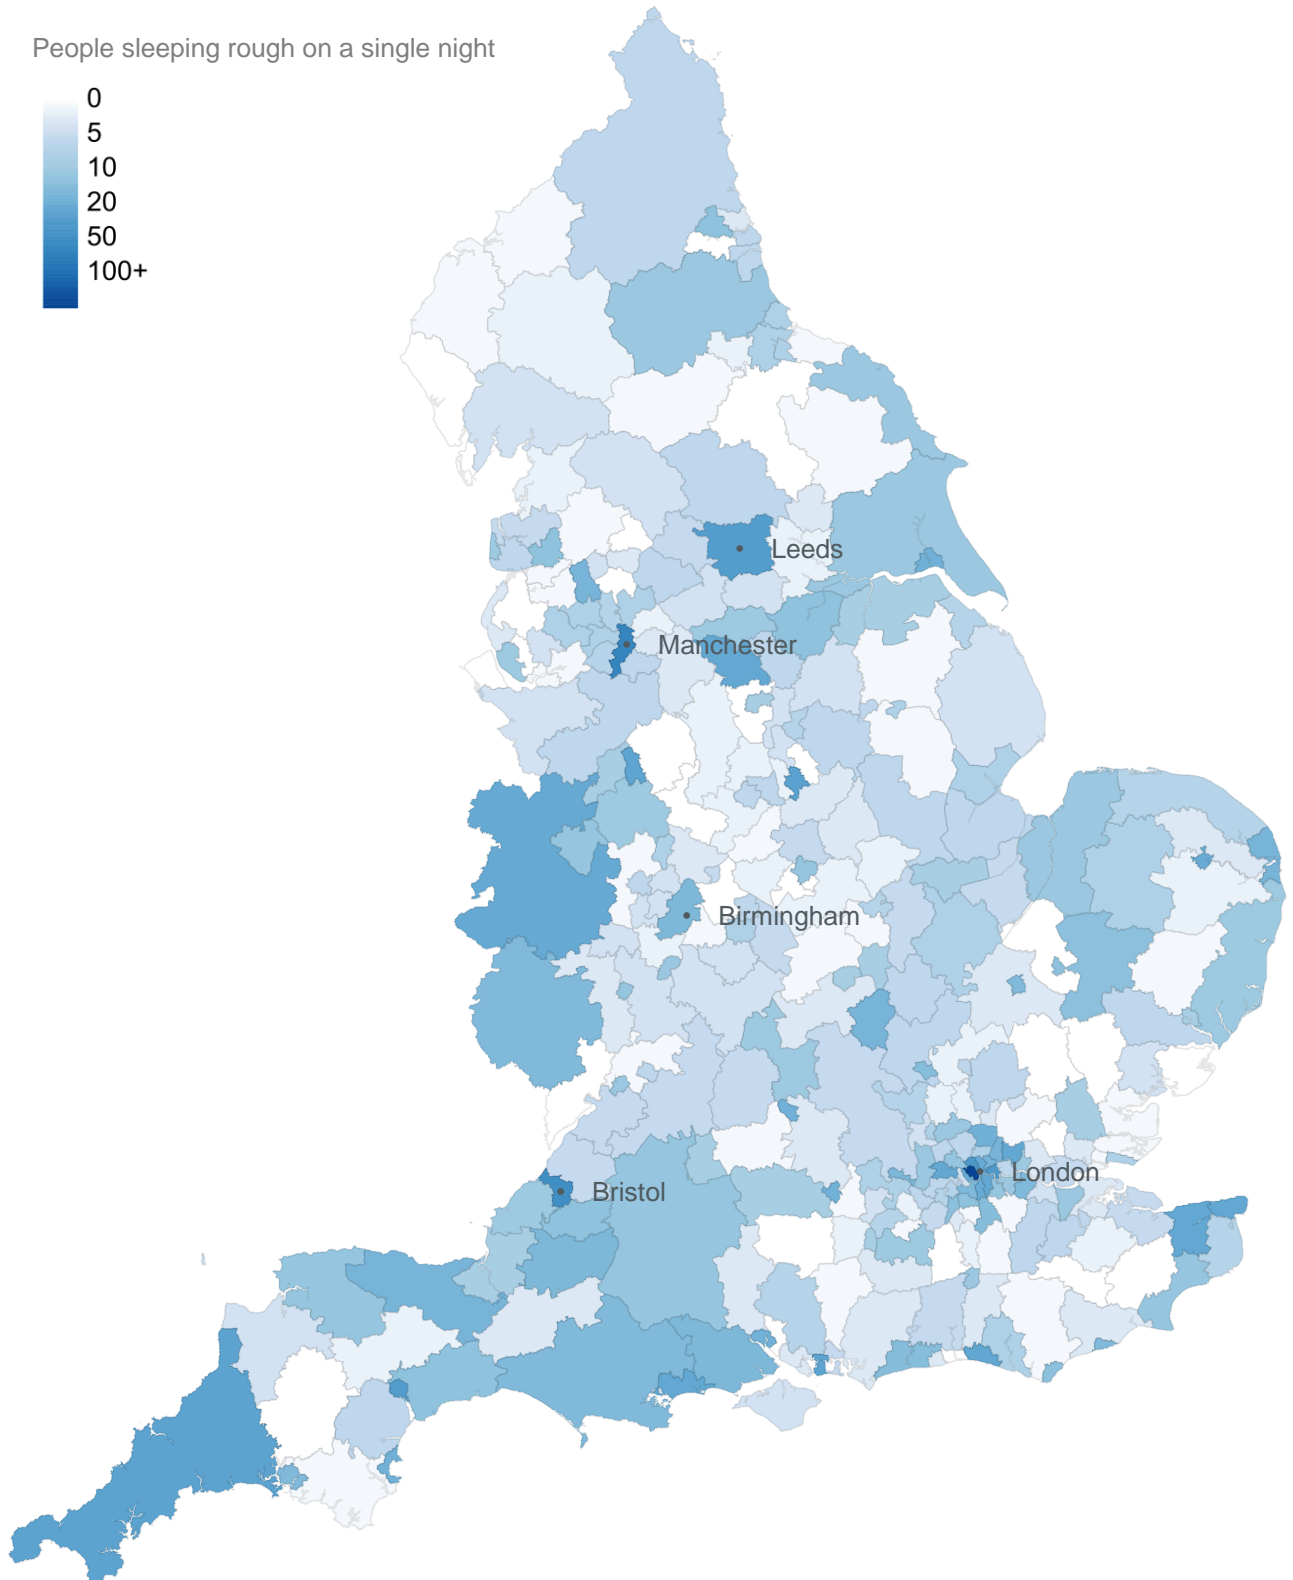 People sleeping rough on a single night
0
5
10
20
50
100+
Leeds
Manchester
Birmingham
London
Bristol